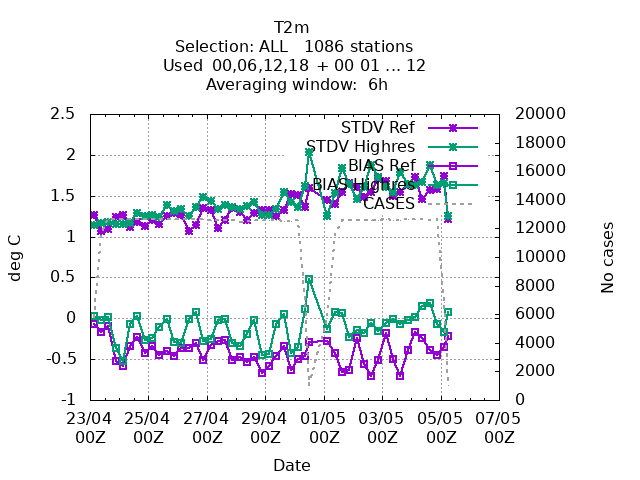 T2m
Selection: ALL   1086 stations
Used  00,06,12,18  + 00 01 ... 12
Averaging window:  6h
deg C
2.5
2
1.5
1
0.5
0
-0.5
-1
STDV Ref
STDV Highres
BIAS Ref
BIAS Highres
CASES
20000
18000
16000
14000
12000
10000
8000
6000
4000
2000
0
No cases
23/04 25/04 27/04 29/04 01/05 03/05 05/05 07/05
00Z 00Z 00Z 00Z 00Z 00Z 00Z 00Z
Date